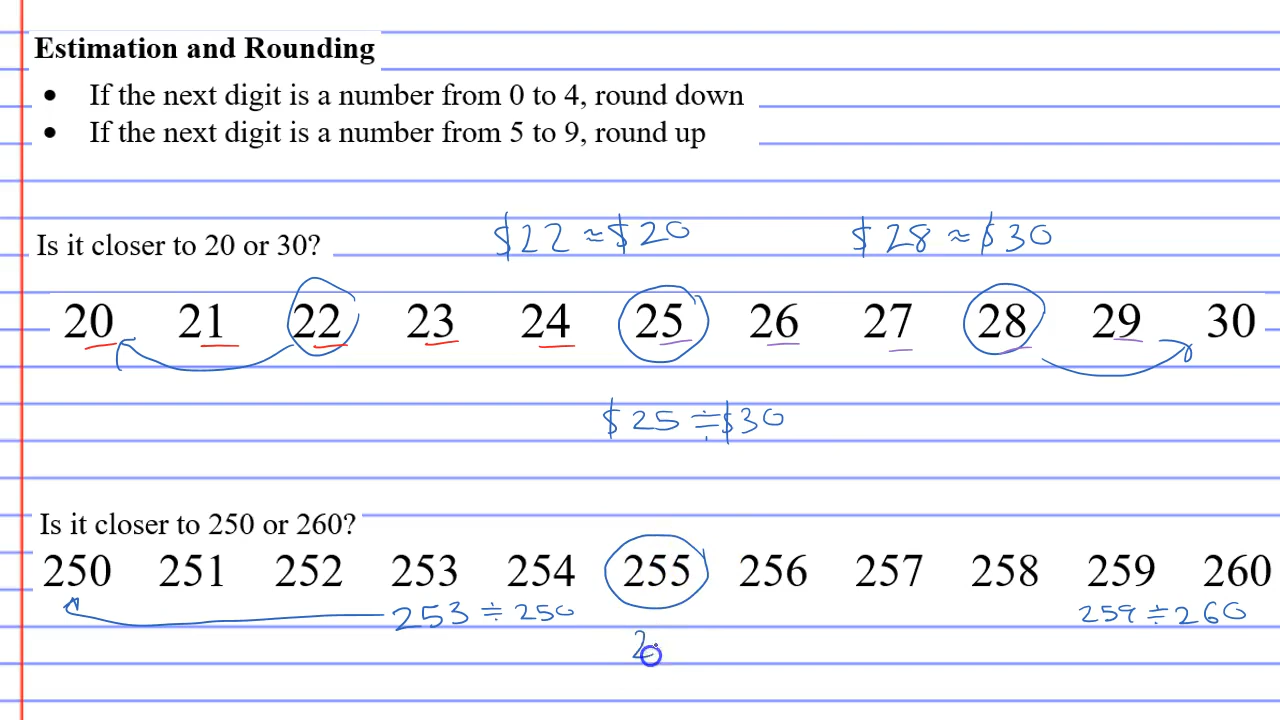 Estimation and Rounding
• If the next digit is a number from 0 to 4, round down
• If the next digit is a number from 5 to 9, round up
$22 ≈ $20 $28 ≈ $30
Is it closer to 20 or 30?
20 21 22 23 24 25 26 27 28 29 30
$25 ≑ $30
Is it closer to 250 or 260?
250 251 252 253 254 255 256 257 258 259 260
253 ≑ 250 259 ≑ 260
2